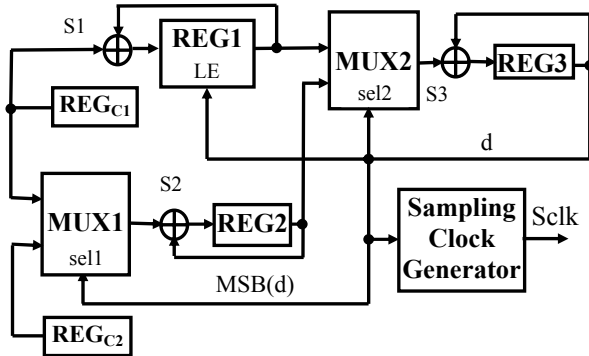 S1
REG1
LE
MUX2
sel2
S3
REG3
REGC1
d
S2
MUX1
sel1
REG2
Sampling
Clock
Generator
Sclk
MSB(d)
REGC2